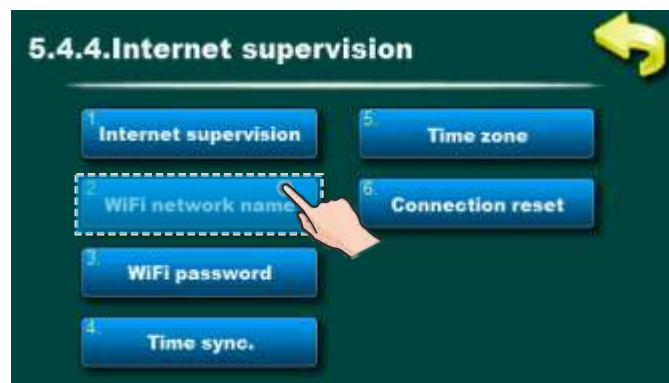 5.4.4.Internet supervision
1.
Internet supervision
2.
WiFi network name
3.
WiFi password
4.
Time sync.
5.
Time zone
6.
Connection reset